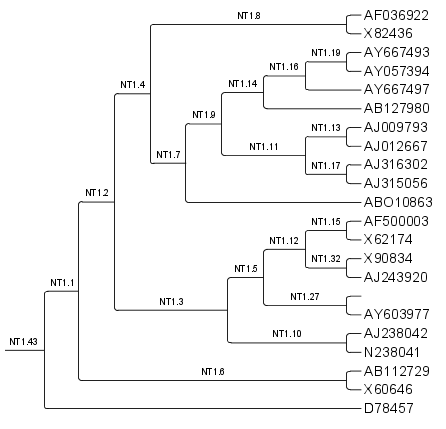 NT1.8
AF036922
X82436
NT1.19
AY667493
NT1.16
AY057394
NT1.4
NT1.14
AY667497
AB127980
NT1.9
NT1.13
AJ009793
NT1.11
AJ012667
NT1.7
NT1.17
AJ316302
AJ315056
NT1.2
ABO10863
NT1.15
AF500003
NT1.12
X62174
NT1.5
NT1.32
X90834
AJ243920
NT1.1
NT1.3
NT1.27
AY603977
NT1.10
AJ238042
NT1.43
N238041
NT1.6
AB112729
X60646
D78457